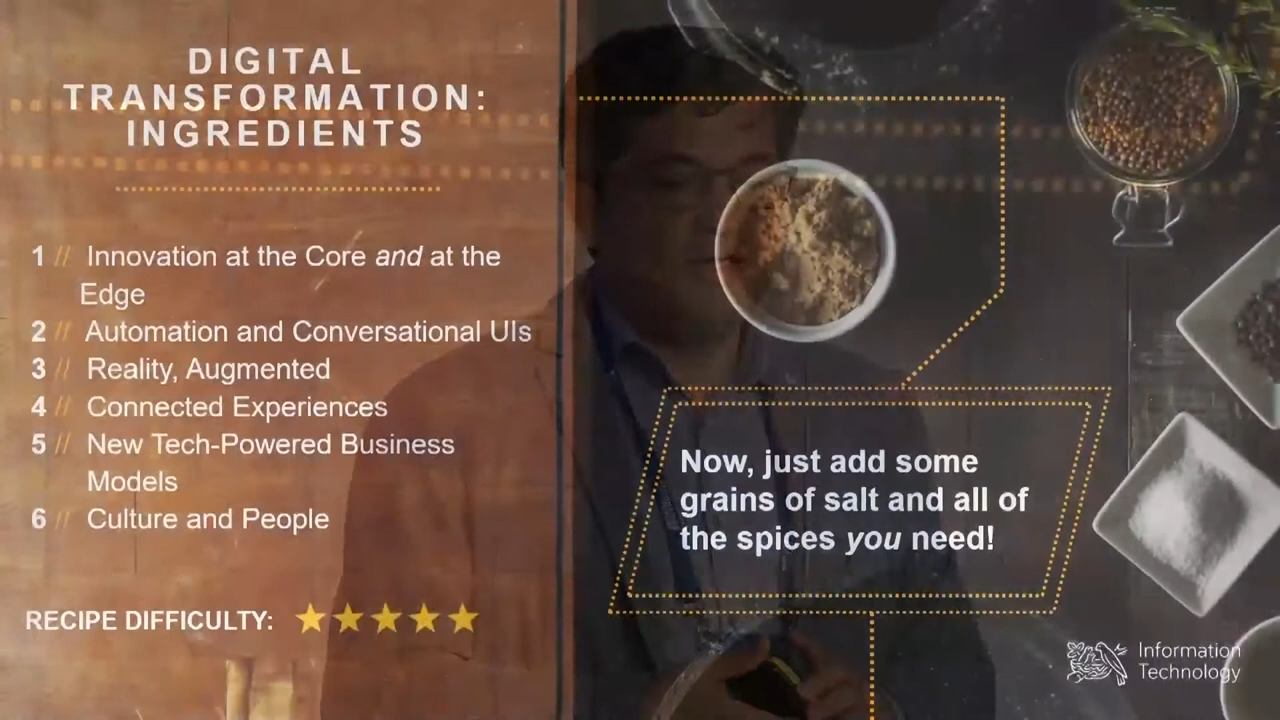 DIGITAL
TRANSFORMATION:
INGREDIENTS
1 // Innovation at the Core and at the
Edge
2 // Automation and Conversational UIs
3 // Reality, Augmented
4 // Connected Experiences
5 // New Tech-Powered Business
Models
6 // Culture and People
RECIPE DIFFICULTY:
Now, just add some
grains of salt and all of
the spices you need!
Information
Technology